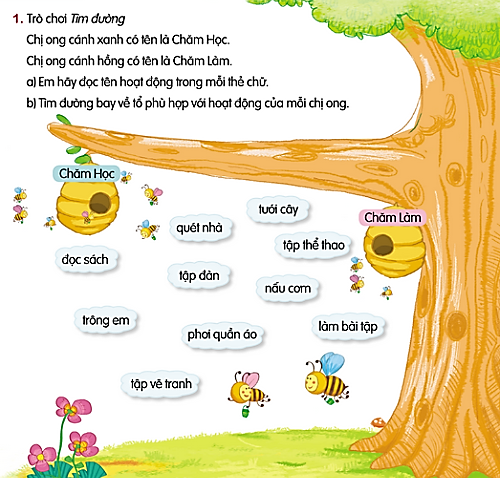 1. Trò chơi Tìm đường
Chị ong cánh xanh có tên là Chăm Học.
Chị ong cánh hồng có tên là Chăm Làm.
a) Em hãy đọc tên hoạt động trong mỗi thẻ chữ.
b) Tìm đường bay về tổ phù hợp với hoạt động của mỗi chị ong.
Chăm Học
tưới cây
Chăm Làm
quét nhà
tập thể thao
đọc sách
tập đàn
nấu cơm
trông em
phơi quần áo
làm bài tập
tập vẽ tranh